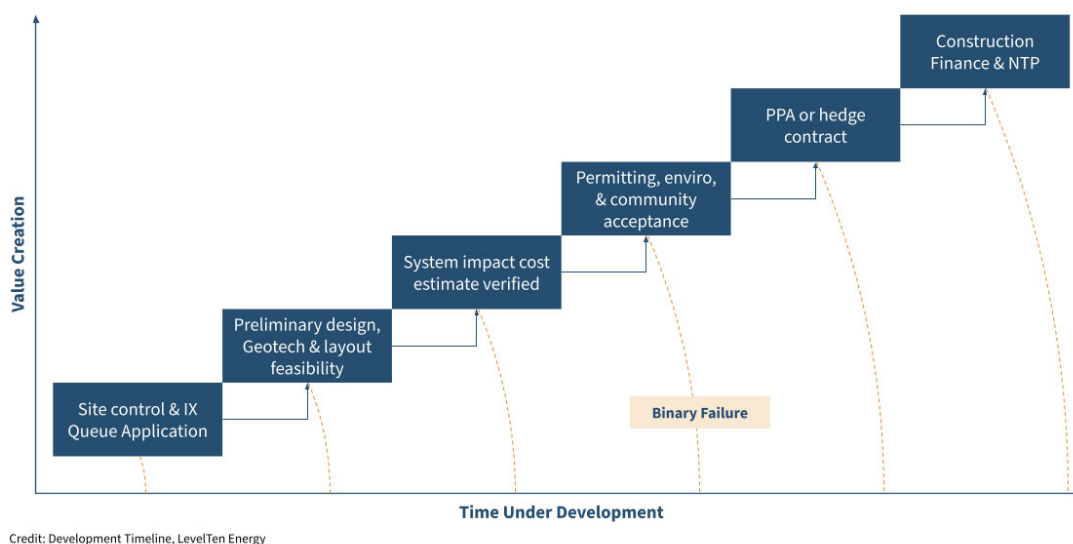 Construction
Finance & NTP
PPA or hedge
contract
Permitting, enviro,
& community
acceptance
System impact cost
estimate verified
Preliminary design,
Geotech & layout
feasibility
Site control & IX
Queue Application
Binary Failure
Value Creation
Time Under Development
Credit: Development Timeline, LevelTen Energy